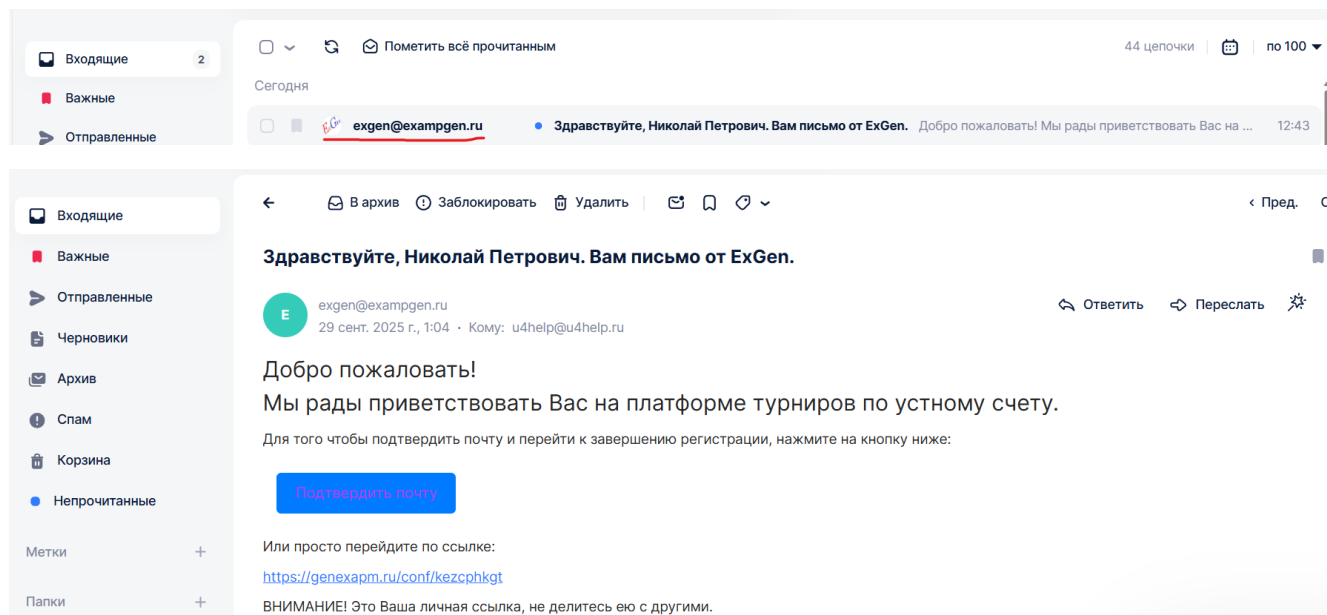 Входящие 2
Пометить всё прочитанным
44 цепочки
по 100
Важные
Сегодня
Отправленные
exgen@exampgen.ru Здравствуйте, Николай Петрович. Вам письмо от ExGen. Добро пожаловать! Мы рады приветствовать Вас на ... 12:43
Входящие
Важные
Отправленные
Черновики
Архив
Спам
Корзина
Непрочитанные
Метки
Папки
В архив Заблокировать Удалить
Пред.
Здравствуйте, Николай Петрович. Вам письмо от ExGen.
E
exgen@exampgen.ru
29 сент. 2025 г., 1:04 · Кому: u4help@u4help.ru
Ответить Переслать
Добро пожаловать!
Мы рады приветствовать Вас на платформе турниров по устному счету.
Для того чтобы подтвердить почту и перейти к завершению регистрации, нажмите на кнопку ниже:
Подтвердить почту
Или просто перейдите по ссылке:
https://genexapm.ru/conf/kezcphkgt
ВНИМАНИЕ! Это Ваша личная ссылка, не делитесь ею с другими.